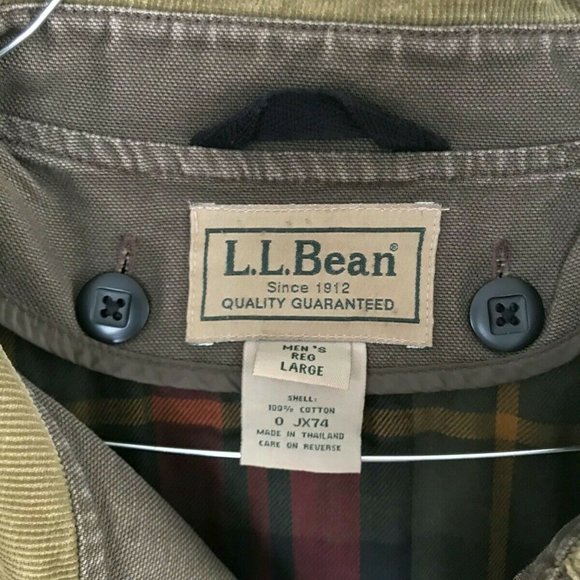 L.L.Bean®
Since 1912
QUALITY GUARANTEED
MEN'S
REG
LARGE
SHELL:
100% COTTON
0 JX74
MADE IN THAILAND
CARE ON REVERSE